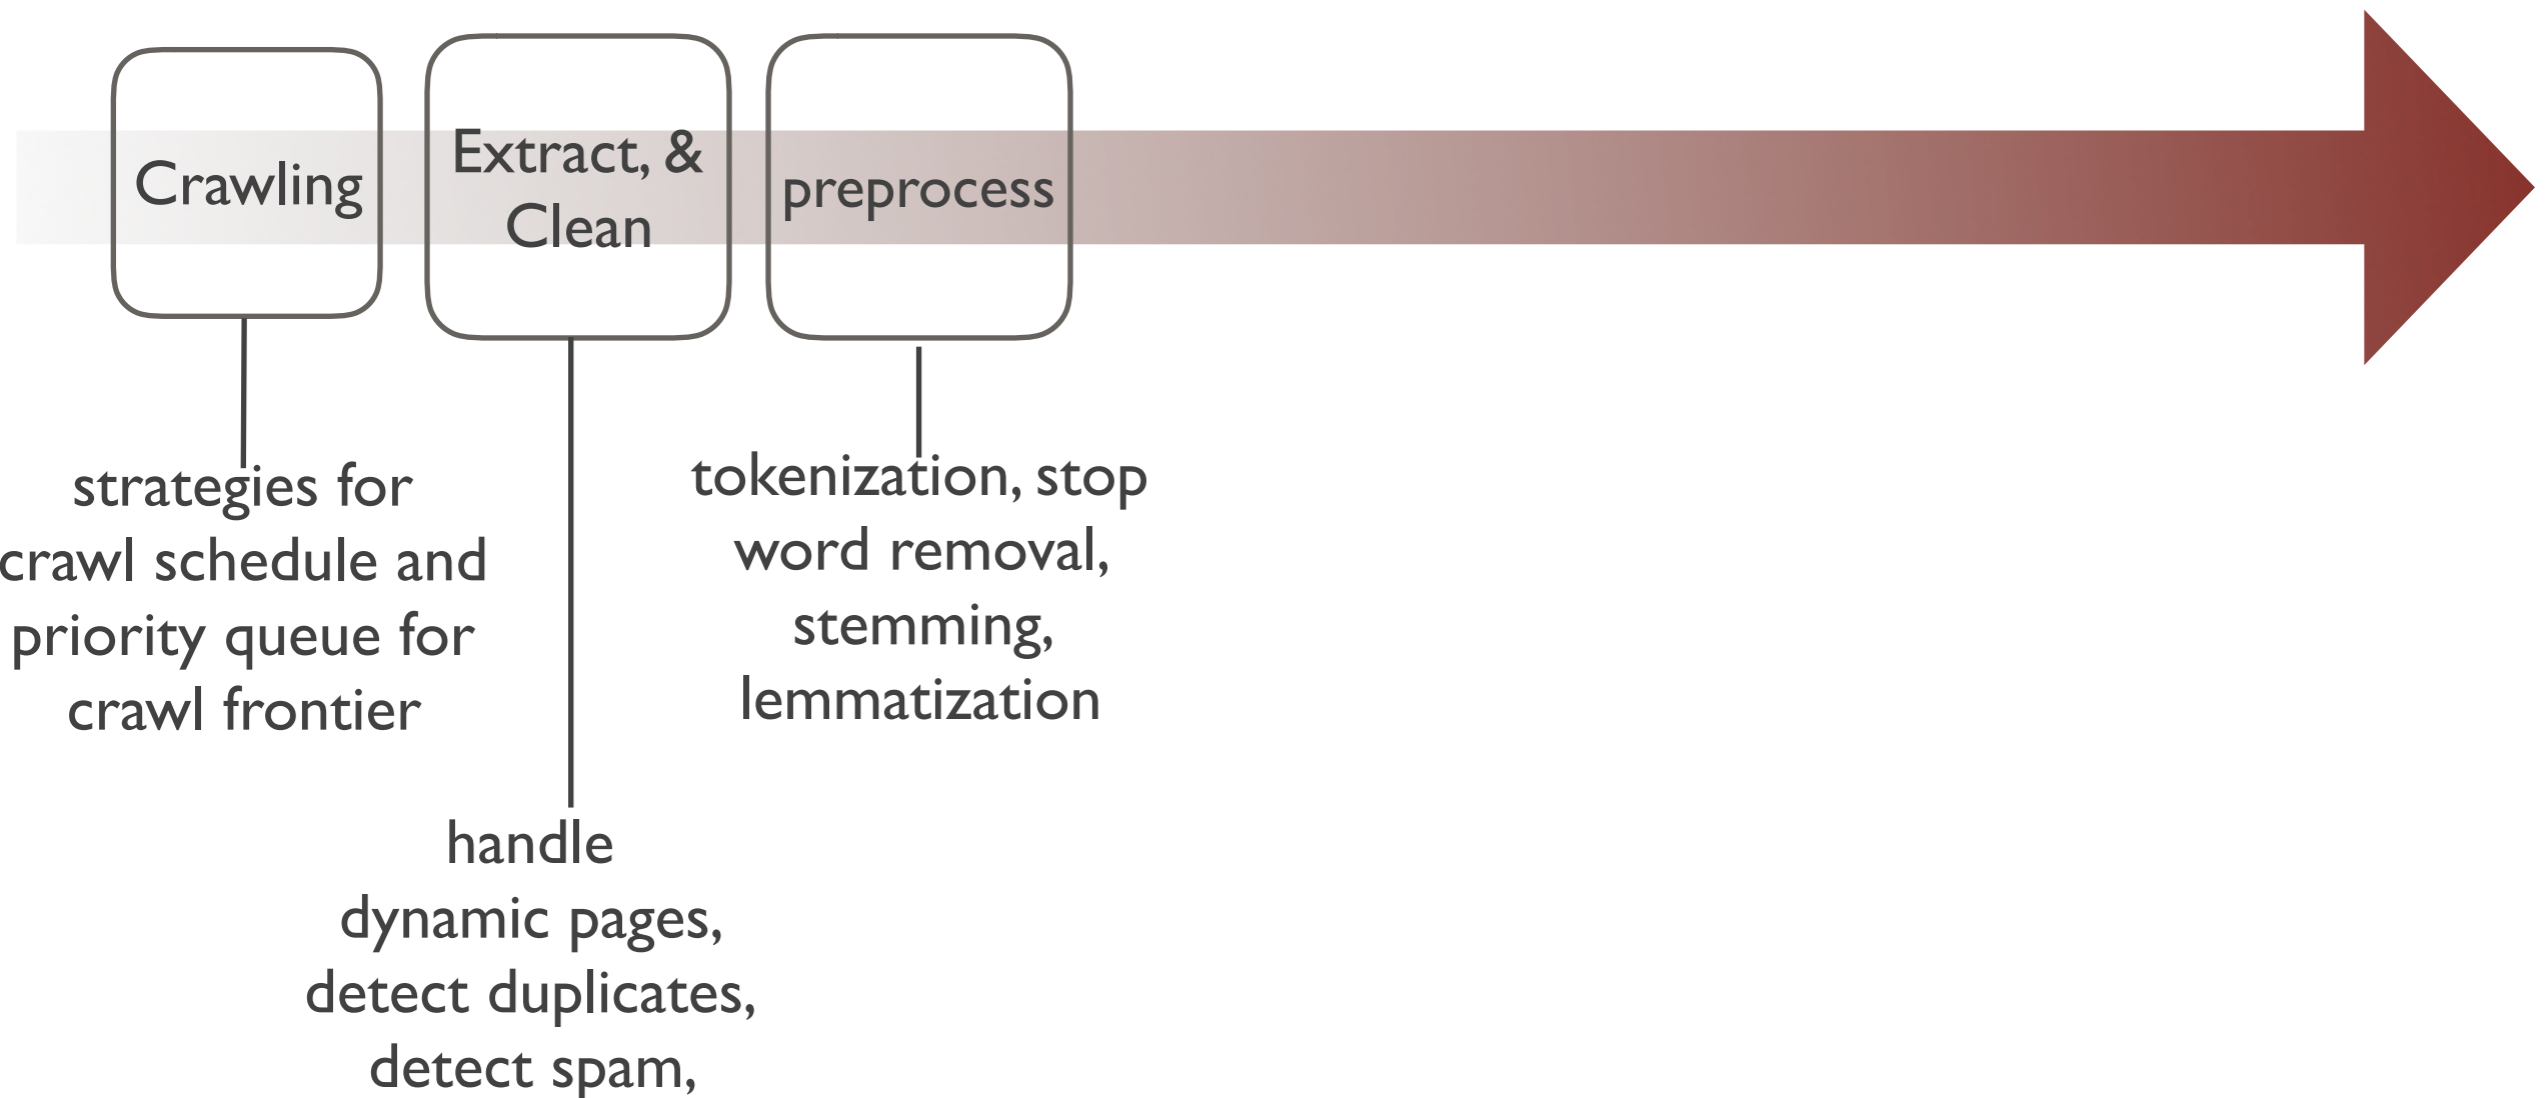 Crawling
Extract, &
Clean
preprocess
strategies for
crawl schedule and
priority queue for
crawl frontier
tokenization, stop
word removal,
stemming,
lemmatization
handle
dynamic pages,
detect duplicates,
detect spam,